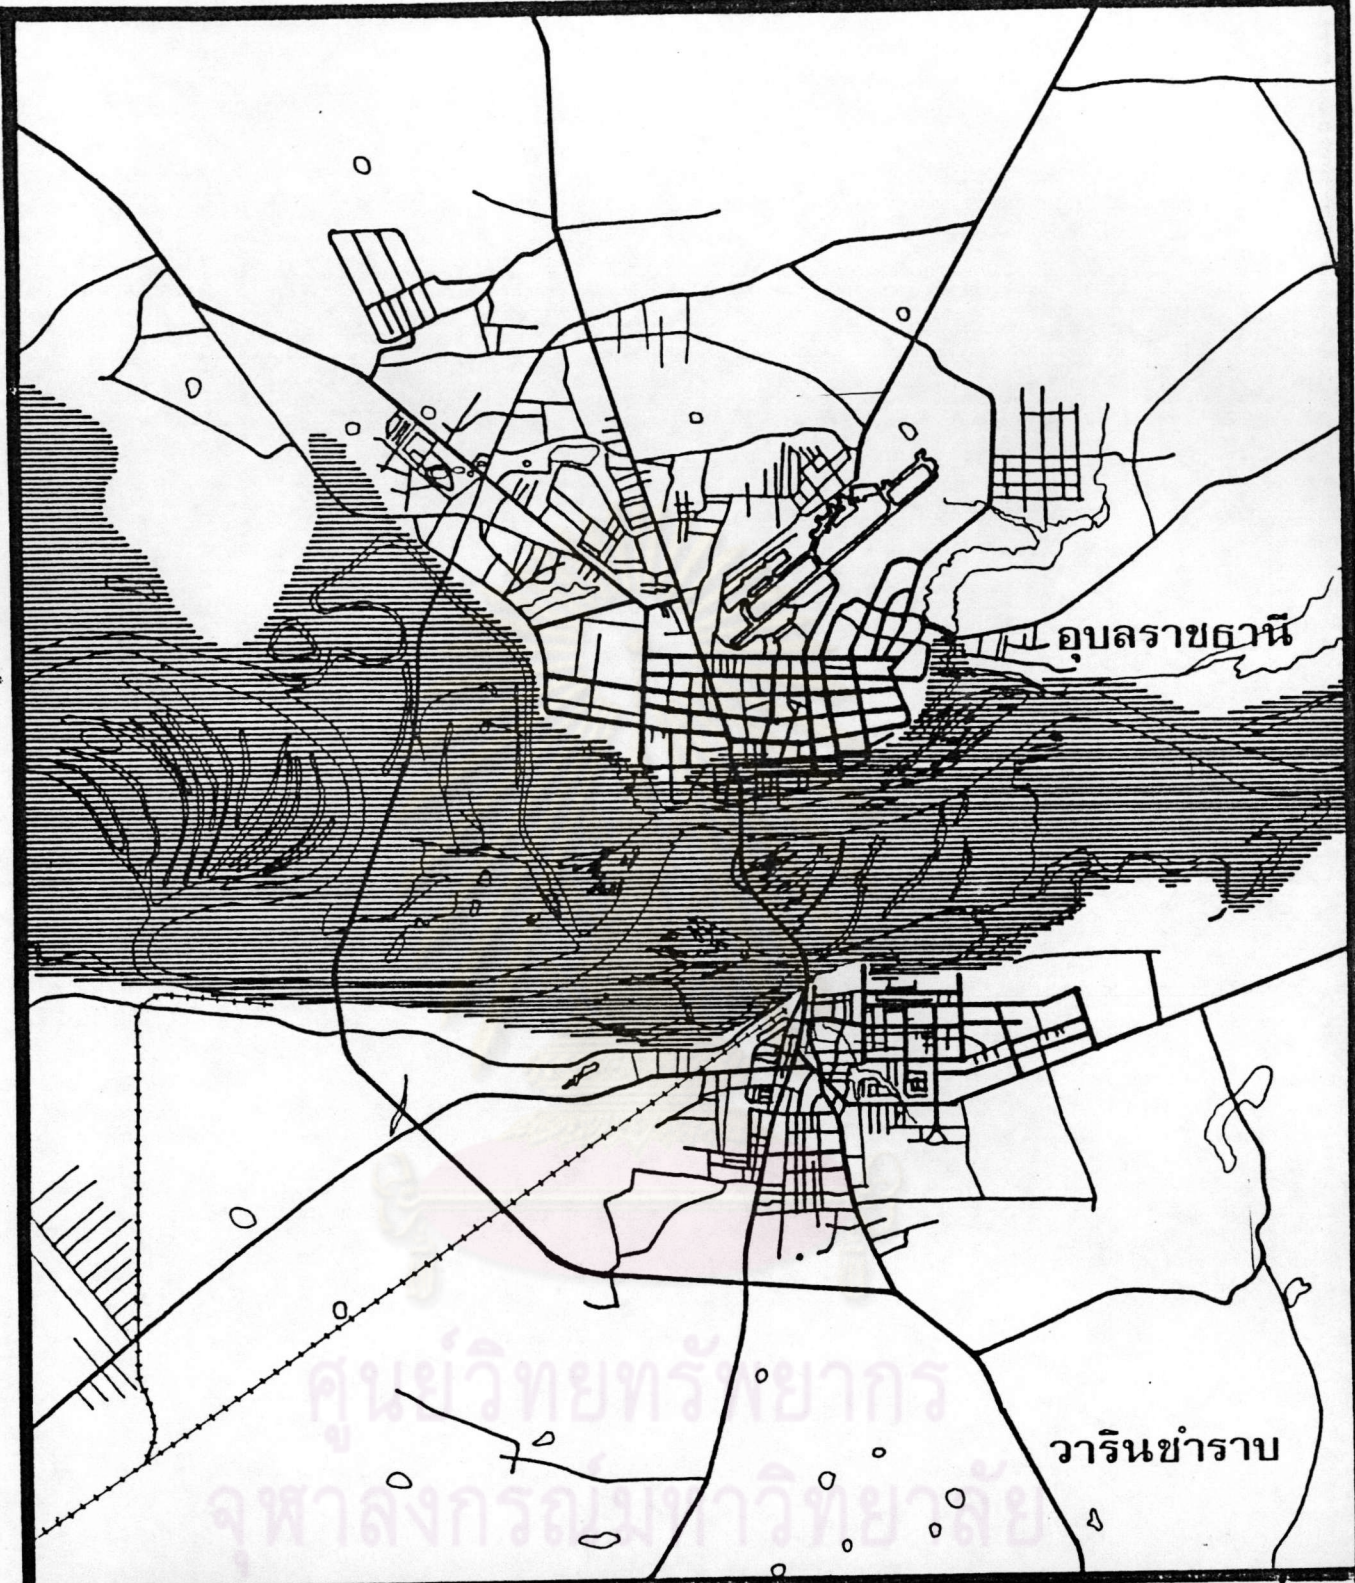 อุบลราชธานี
วารินชำราบ
ศูนย์วิทยทรัพยากร
จุฬาลงกรณ์มหาวิทยาลัย